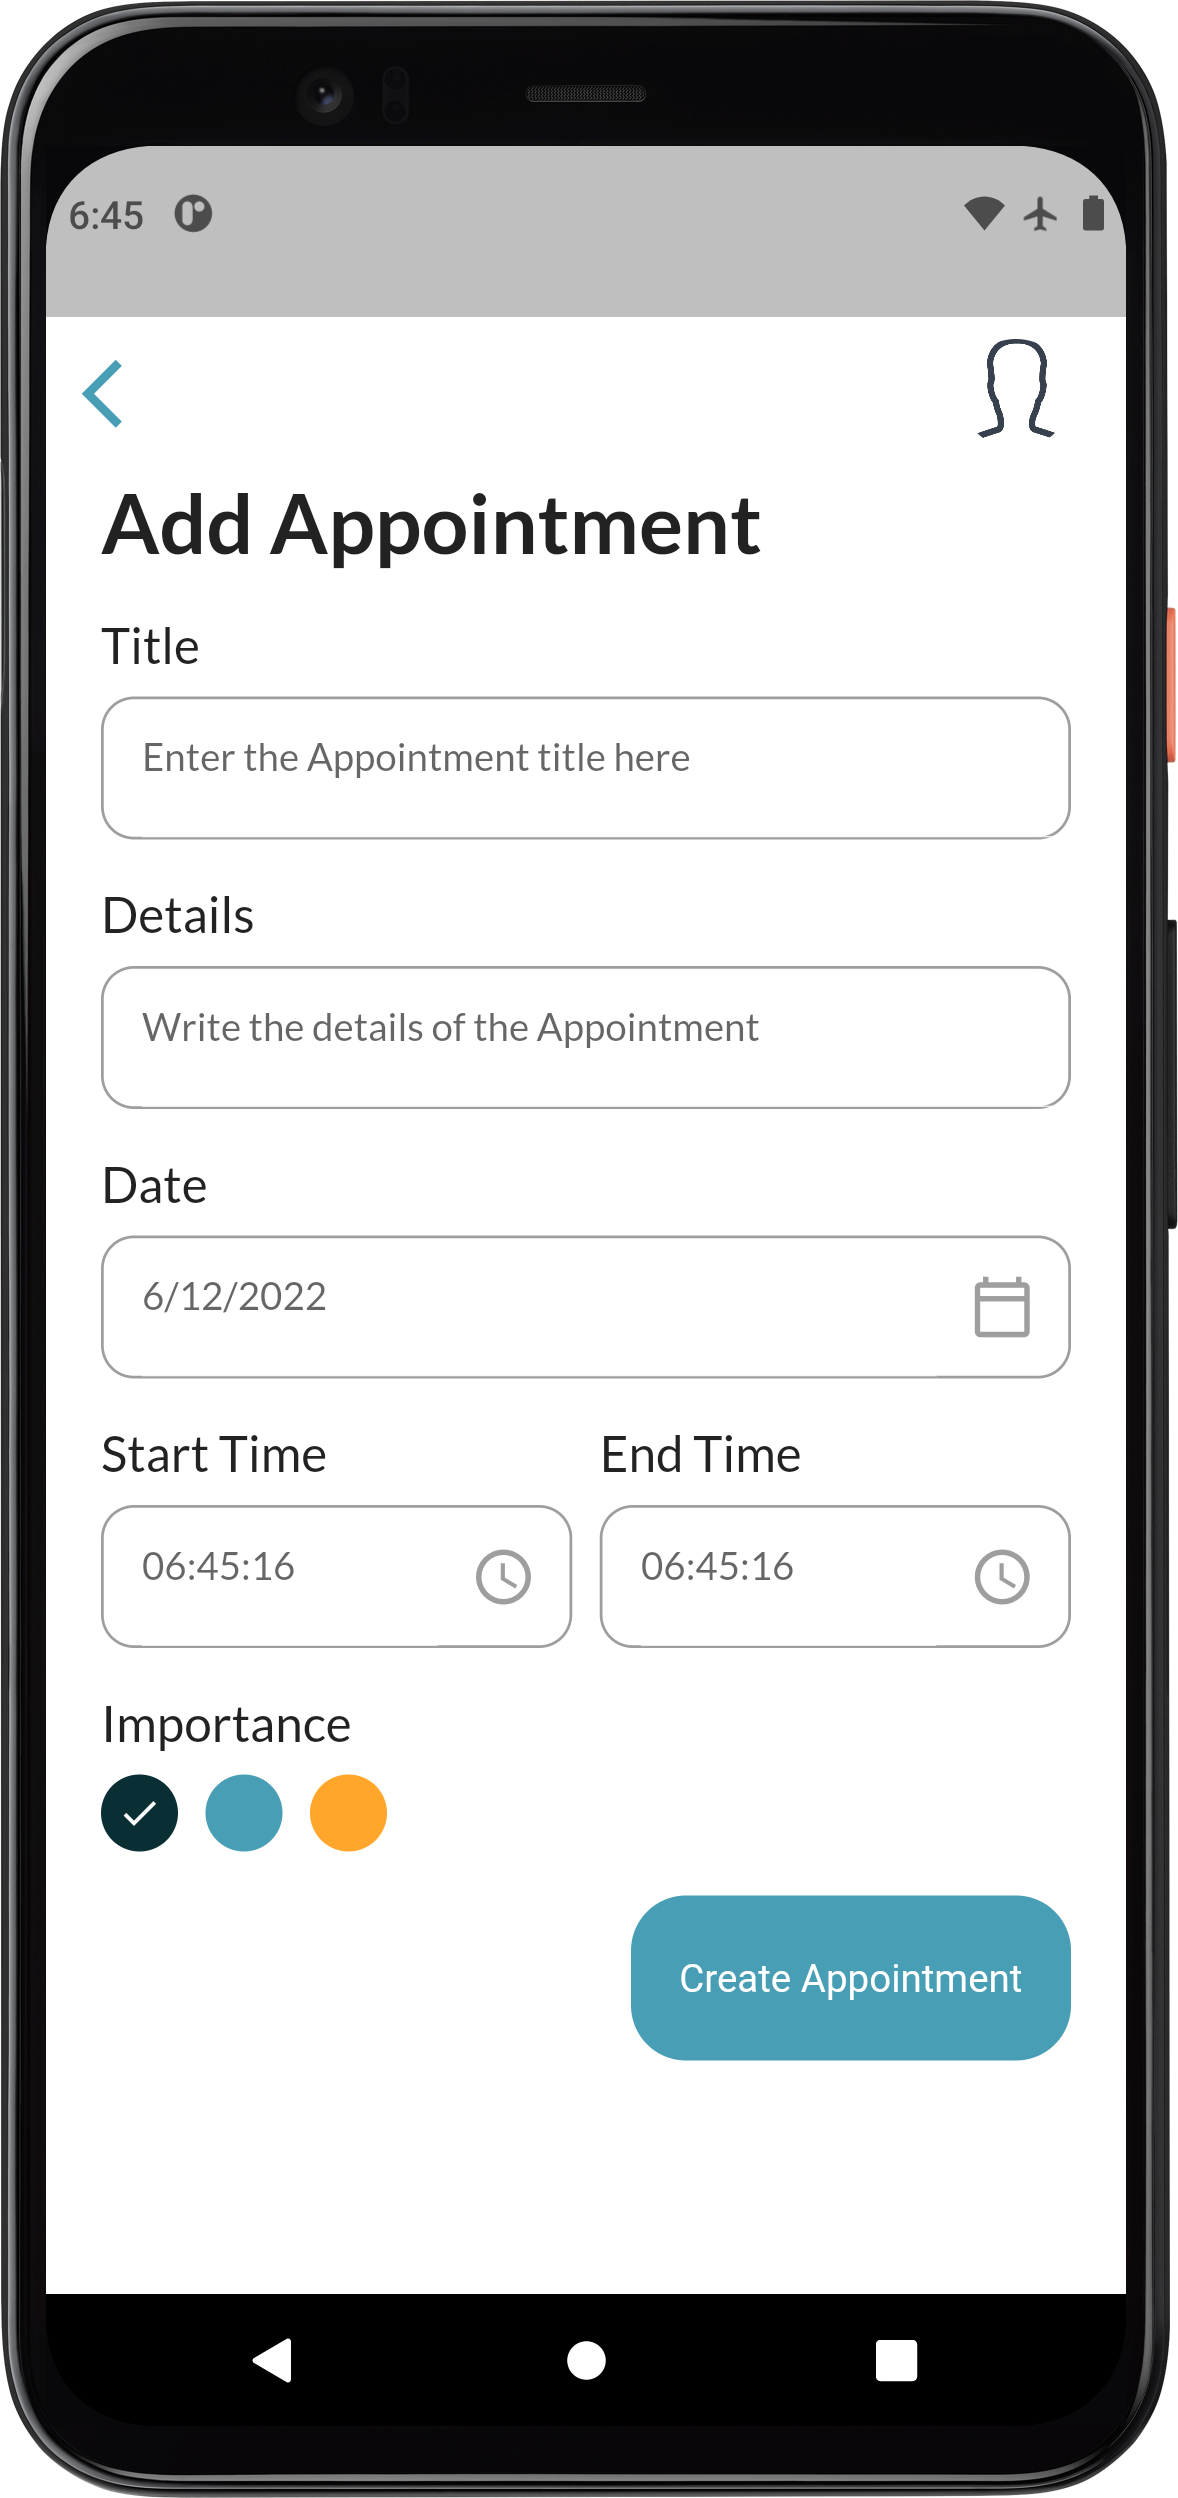 6:45
Add Appointment
Title
Enter the Appointment title here
Details
Write the details of the Appointment
Date
6/12/2022
Start Time End Time
06:45:16 06:45:16
Importance
Create Appointment